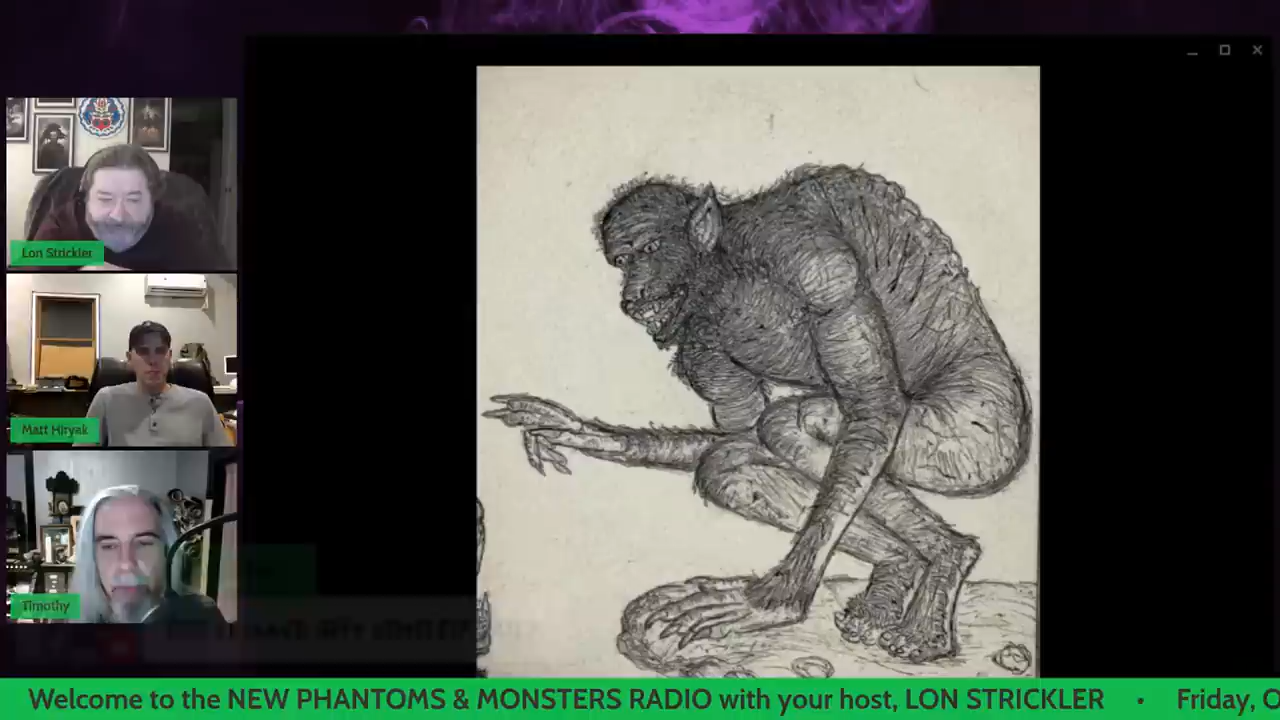 Lon Strickler
Matt Hiryak
Timothy
Welcome to the NEW PHANTOMS & MONSTERS RADIO with your host, LON STRICKLER • Friday, O